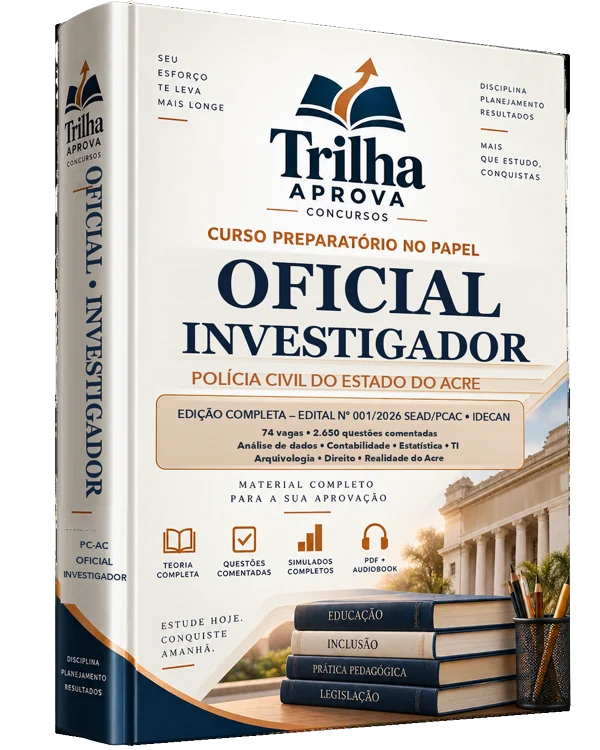 Trilha
APROVA
CONCURSOS
OFICIAL • INVESTIGADOR
PC-AC
OFICIAL
INVESTIGADOR
DISCIPLINA
PLANEJAMENTO
RESULTADOS
SEU
ESFORÇO
TE LEVA
MAIS LONGE
DISCIPLINA
PLANEJAMENTO
RESULTADOS
MAIS
QUE ESTUDO,
CONQUISTAS
Trilha
APROVA
CONCURSOS
CURSO PREPARATÓRIO NO PAPEL
OFICIAL
INVESTIGADOR
POLÍCIA CIVIL DO ESTADO DO ACRE
EDIÇÃO COMPLETA – EDITAL Nº 001/2026 SEAD/PCAC • IDECAN
74 vagas • 2.650 questões comentadas
Análise de dados • Contabilidade • Estatística • TI
Arquivologia • Direito • Realidade do Acre
MATERIAL COMPLETO
PARA A SUA APROVAÇÃO
TEORIA
COMPLETA
QUESTÕES
COMENTADAS
SIMULADOS
COMPLETOS
PDF +
AUDIOBOOK
ESTUDE HOJE.
CONQUISTE
AMANHÃ.
EDUCAÇÃO
INCLUSÃO
PRÁTICA PEDAGÓGICA
LEGISLAÇÃO